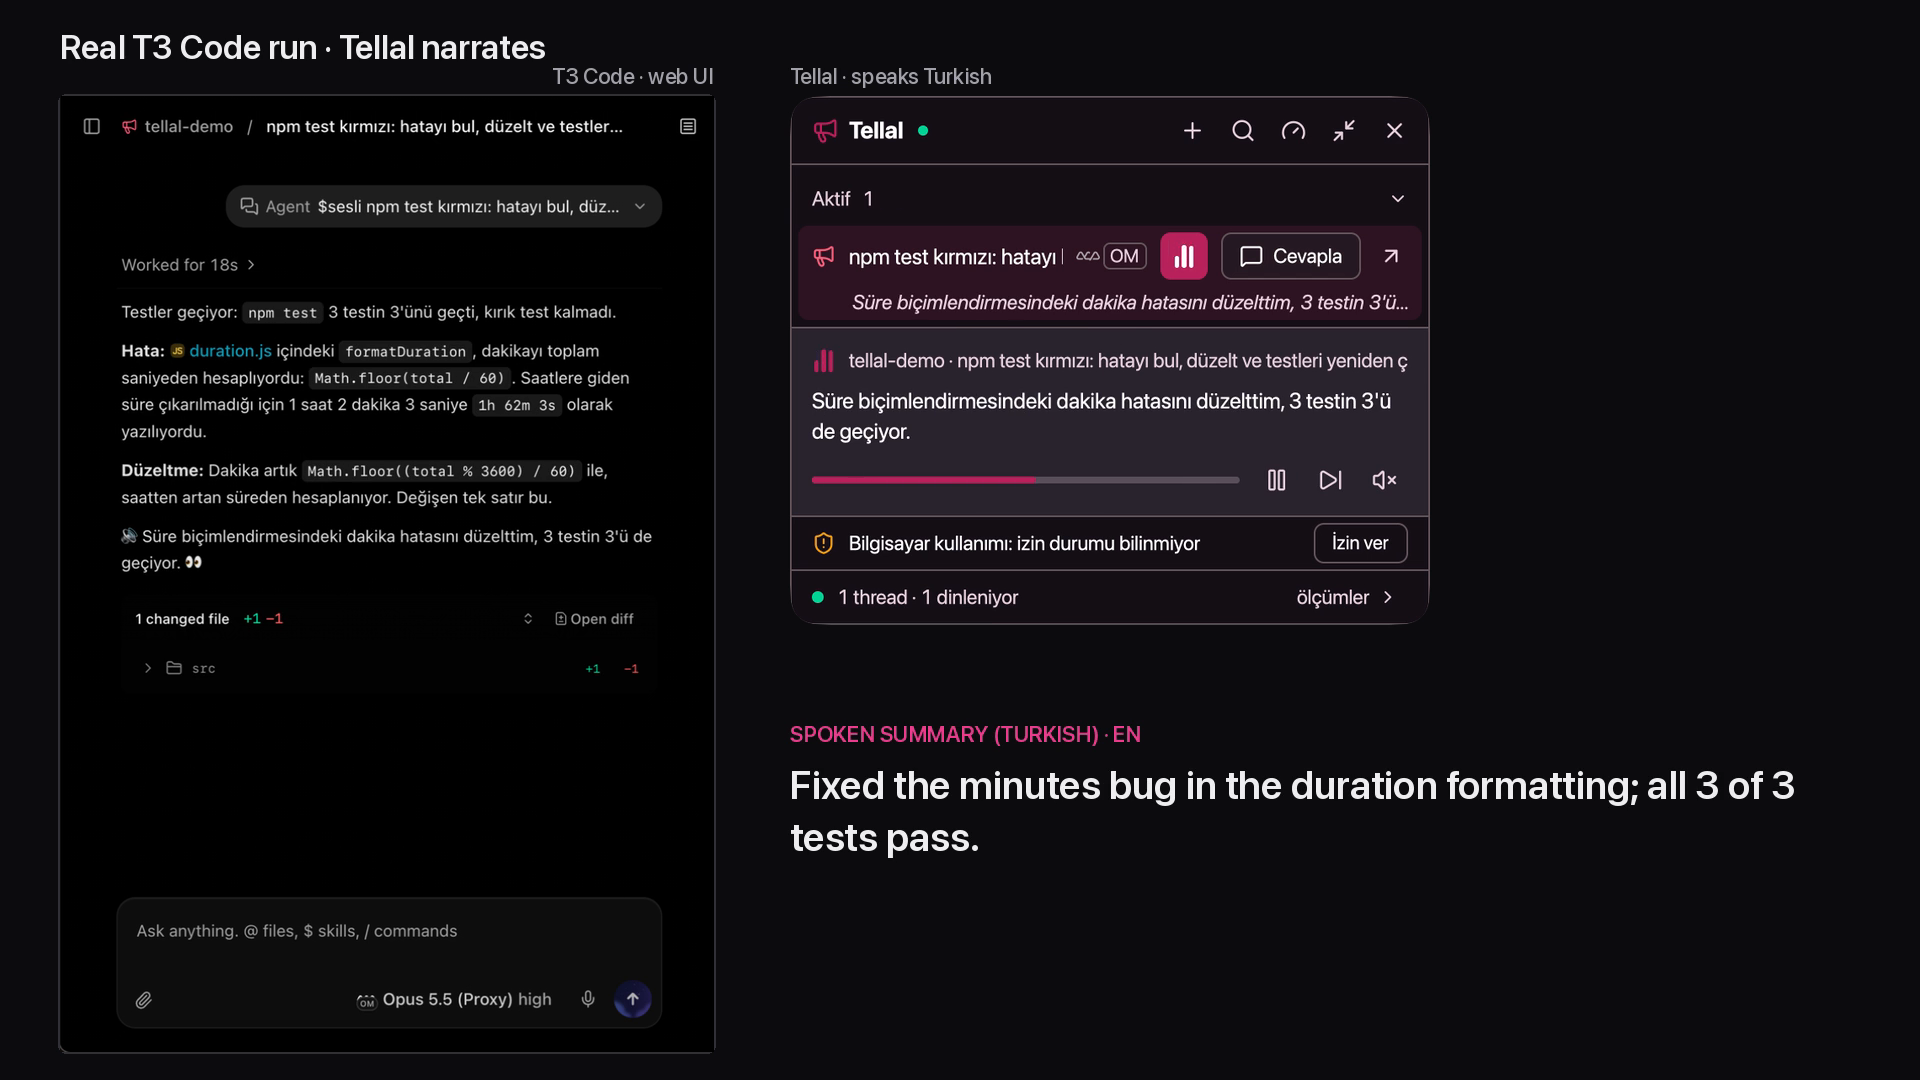 Real T3 Code run · Tellal narrates
T3 Code · web UI
tellal-demo / npm test kırmızı: hatayı bul, düzelt ve testler...
Agent $sesli npm test kırmızı: hatayı bul, düz...
Worked for 18s
Testler geçiyor: npm test 3 testin 3'ünü geçti, kırık test kalmadı.
Hata: JS duration.js içindeki formatDuration, dakikayı toplam
saniyeden hesaplıyordu: Math.floor(total / 60). Saatlere giden
süre çıkarılmadığı için 1 saat 2 dakika 3 saniye 1h 62m 3s olarak
yazılıyordu.
Düzeltme: Dakika artık Math.floor((total % 3600) / 60) ile,
saatten artan süreden hesaplanıyor. Değişen tek satır bu.
🔊 Süre biçimlendirmesindeki dakika hatasını düzelttim, 3 testin 3'ü de
geçiyor. 👀
1 changed file +1 −1 Open diff
src +1 −1
Ask anything. @ files, $ skills, / commands
OM Opus 5.5 (Proxy) high
Tellal · speaks Turkish
Tellal
Aktif 1
npm test kırmızı: hatayı OM Cevapla
Süre biçimlendirmesindeki dakika hatasını düzelttim, 3 testin 3'ü...
tellal-demo · npm test kırmızı: hatayı bul, düzelt ve testleri yeniden ç
Süre biçimlendirmesindeki dakika hatasını düzelttim, 3 testin 3'ü
de geçiyor.
Bilgisayar kullanımı: izin durumu bilinmiyor İzin ver
1 thread · 1 dinleniyor ölçümler
SPOKEN SUMMARY (TURKISH) · EN
Fixed the minutes bug in the duration formatting; all 3 of 3
tests pass.